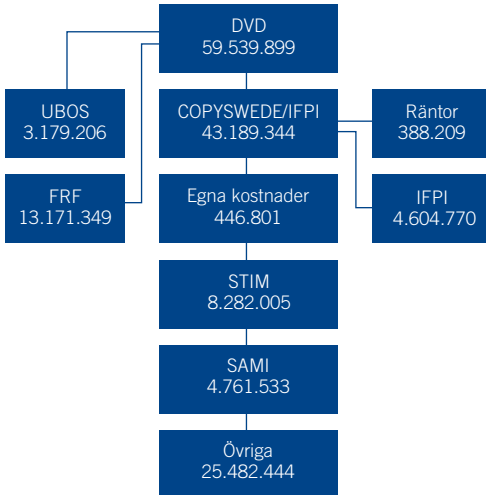 DVD
59.539.899
UBOS
3.179.206
COPYSWEDE/IFPI
43.189.344
Räntor
388.209
FRF
13.171.349
Egna kostnader
446.801
IFPI
4.604.770
STIM
8.282.005
SAMI
4.761.533
Övriga
25.482.444